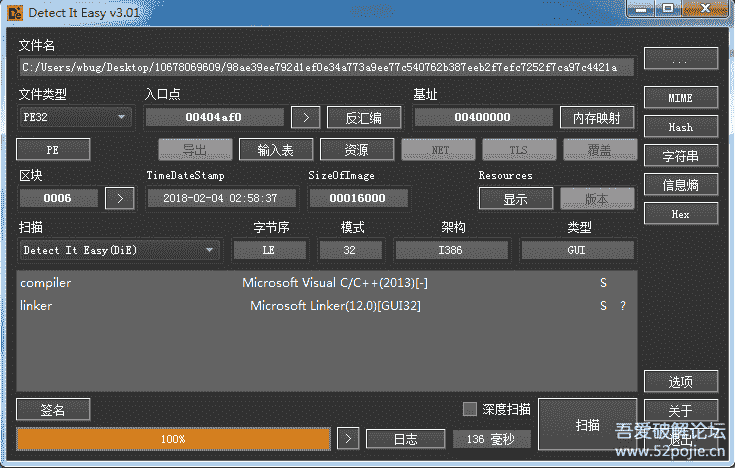 Detect It Easy v3.01
文件名
C:/Users/wbug/Desktop/10678069609/98ae39ee792d1ef0e34a773a9ee77c540762b387eeb2f7efc7252f7ca97c4421a
...
文件类型 入口点 基址
PE32 00404af0 > 反汇编 00400000 内存映射
MIME
PE 导出 输入表 资源 .NET TLS 覆盖
Hash
字符串
区块 TimeDateStamp SizeOfImage Resources
0006 > 2018-02-04 02:58:37 00016000 显示 版本
信息熵
Hex
扫描 字节序 模式 架构 类型
Detect It Easy(DiE) LE 32 I386 GUI
compiler Microsoft Visual C/C++(2013)[-] S
linker Microsoft Linker(12.0)[GUI32] S ?
选项
签名 深度扫描 扫描
关于
100% > 日志 136 毫秒
退出
吾爱破解论坛
www.52pojie.cn